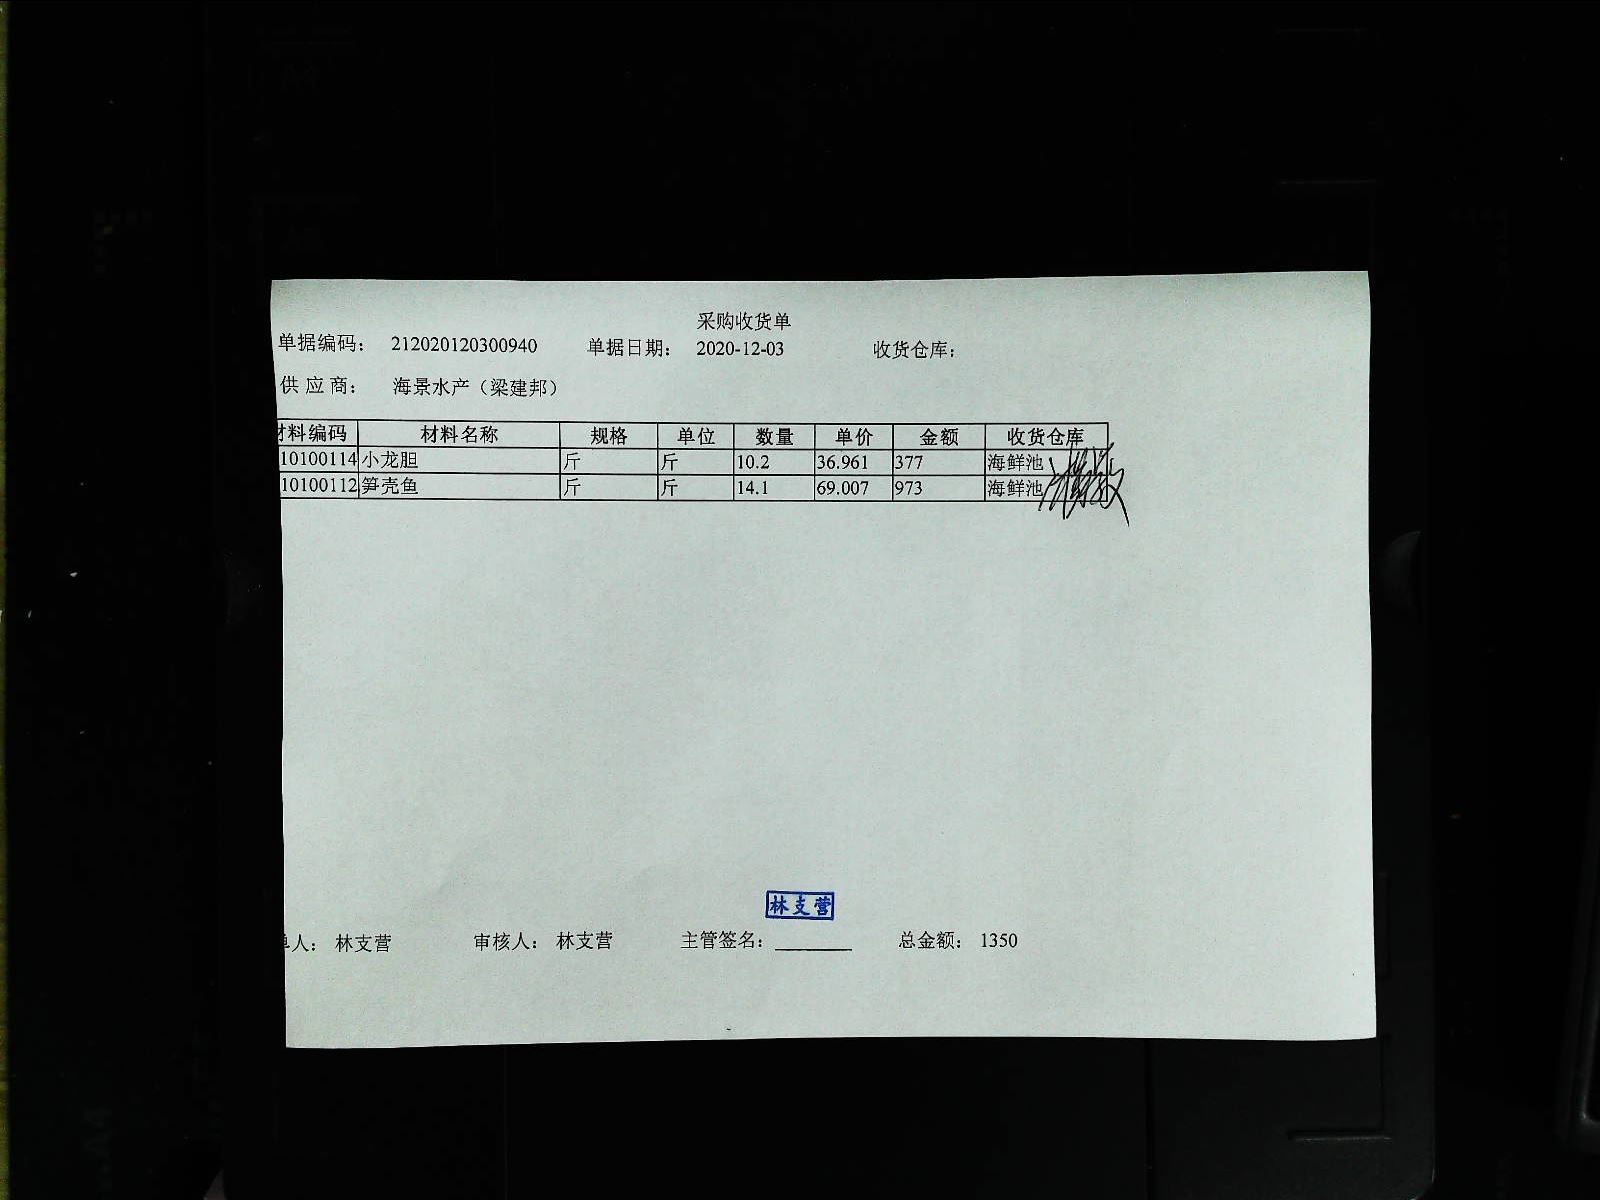 采购收货单
单据编码： 212020120300940 单据日期： 2020-12-03 收货仓库：
供应商： 海景水产（梁建邦）
材料编码 材料名称 规格 单位 数量 单价 金额 收货仓库
10100114 小龙胆 斤 斤 10.2 36.961 377 海鲜池
10100112 笋壳鱼 斤 斤 14.1 69.007 973 海鲜池
林支营
单人： 林支营 审核人： 林支营 主管签名： 总金额： 1350